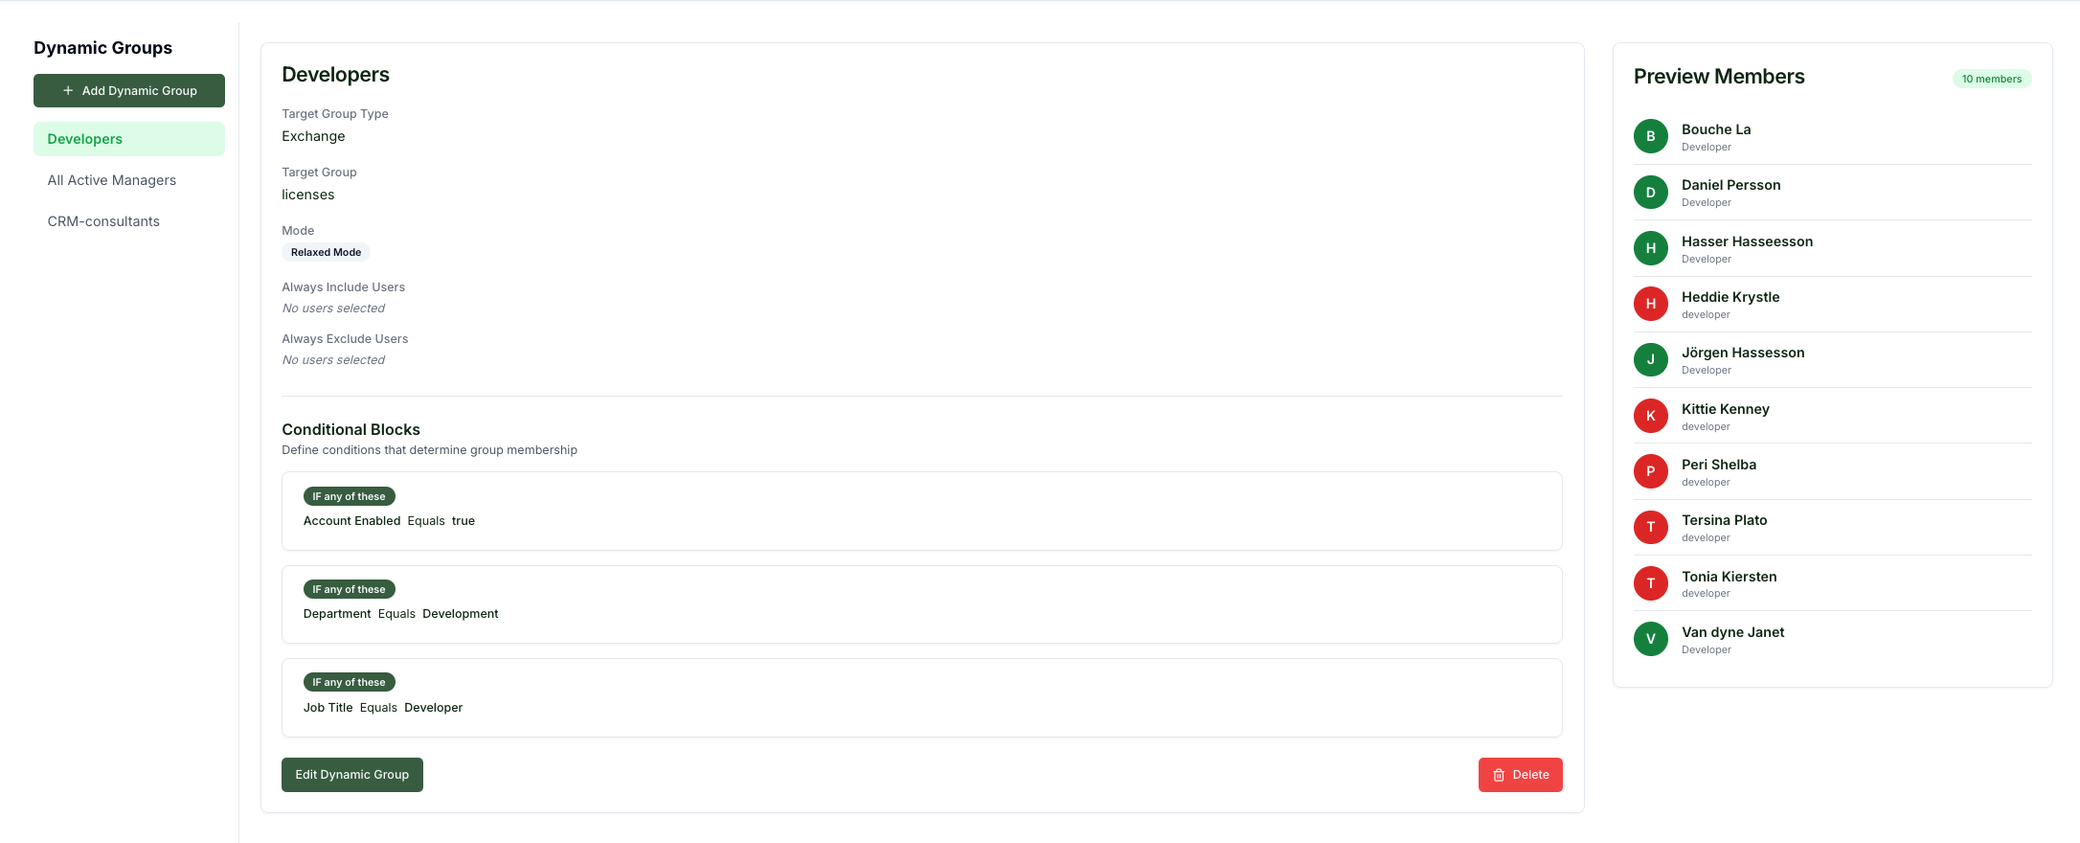 Dynamic Groups
+ Add Dynamic Group
Developers
All Active Managers
CRM-consultants
Developers
Target Group Type
Exchange
Target Group
licenses
Mode
Relaxed Mode
Always Include Users
No users selected
Always Exclude Users
No users selected
Conditional Blocks
Define conditions that determine group membership
IF any of these
Account Enabled Equals true
IF any of these
Department Equals Development
IF any of these
Job Title Equals Developer
Edit Dynamic Group
Delete
Preview Members
10 members
B
Bouche La
Developer
D
Daniel Persson
Developer
H
Hasser Hasseesson
Developer
H
Heddie Krystle
developer
J
Jörgen Hassesson
Developer
K
Kittie Kenney
developer
P
Peri Shelba
developer
T
Tersina Plato
developer
T
Tonia Kiersten
developer
V
Van dyne Janet
Developer